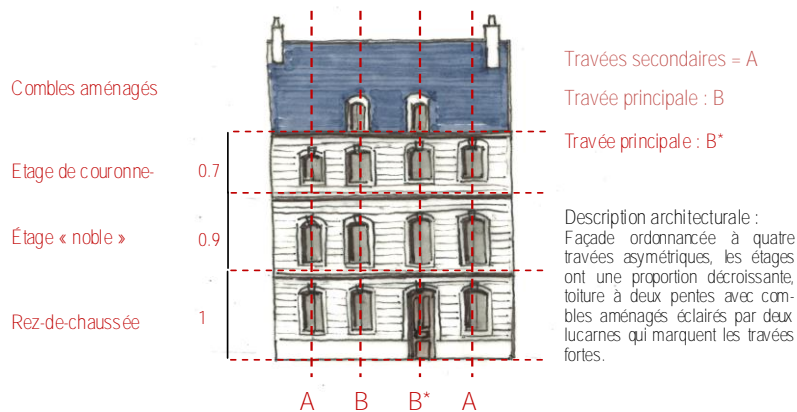 Combles aménagés
Etage de couronne-
0.7
Étage « noble »
0.9
Rez-de-chaussée
1
A
B
B*
A
Travées secondaires = A
Travée principale : B
Travée principale : B*
Description architecturale :
Façade ordonnancée à quatre
travées asymétriques, les étages
ont une proportion décroissante,
toiture à deux pentes avec com-
bles aménagés éclairés par deux
lucarnes qui marquent les travées
fortes.